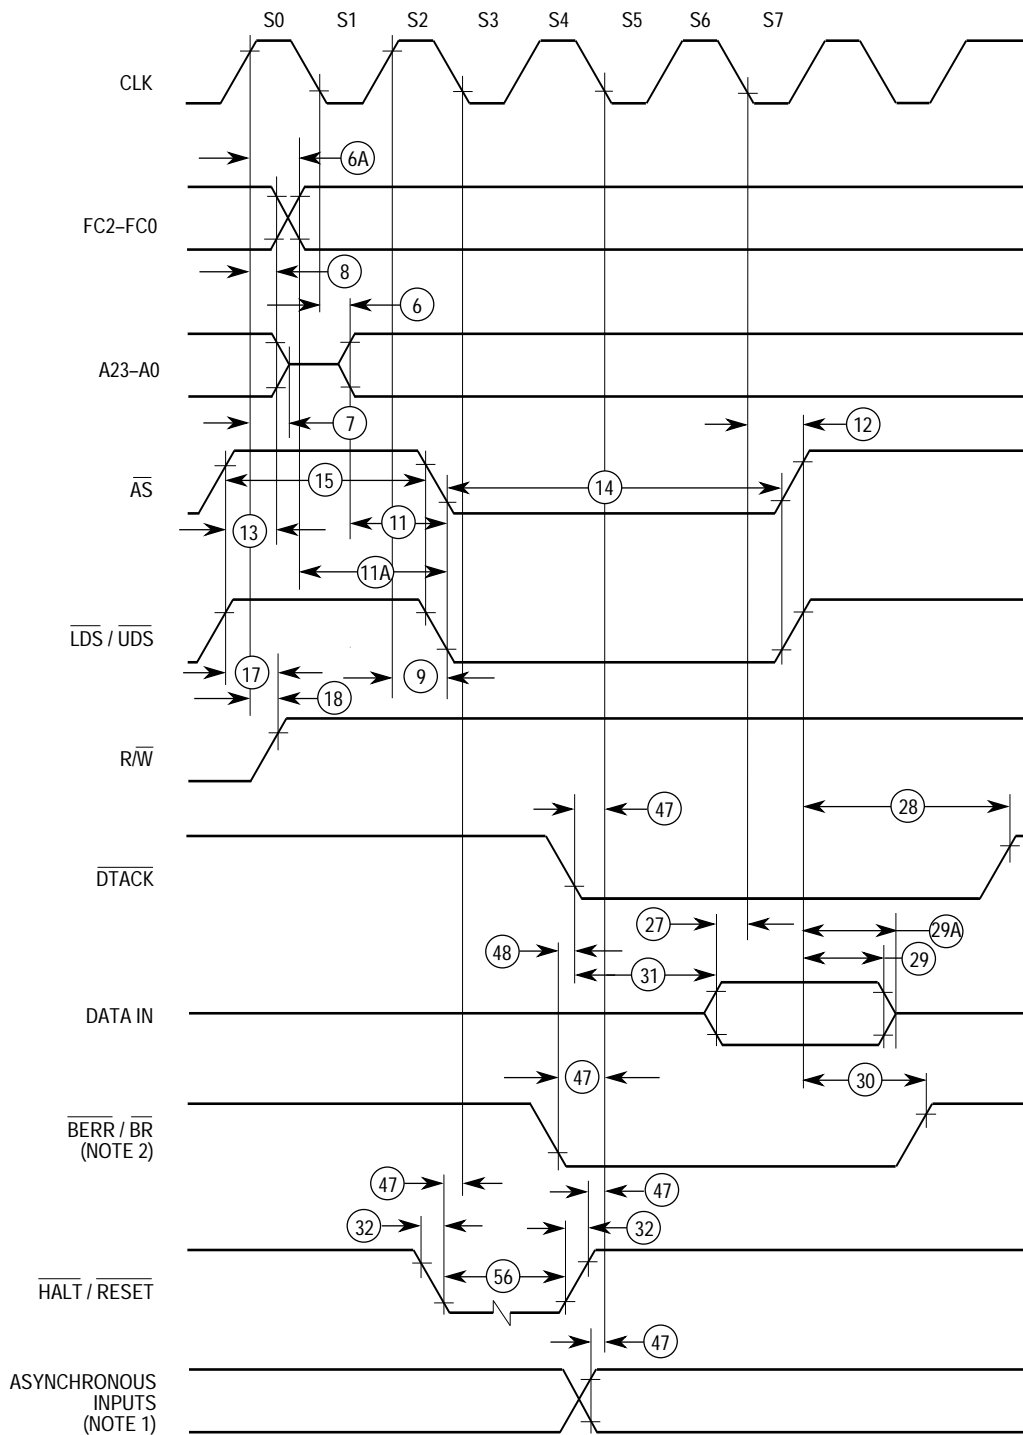 S0 S1 S2 S3 S4 S5 S6 S7
CLK
6A
FC2–FC0
8
6
A23–A0
7
12
15
14
AS
13
11
11A
LDS / UDS
17
9
18
R/W
47
28
DTACK
27
29A
48
29
31
DATA IN
47
30
BERR / BR
(NOTE 2)
47
47
32
32
56
HALT / RESET
47
ASYNCHRONOUS
INPUTS
(NOTE 1)